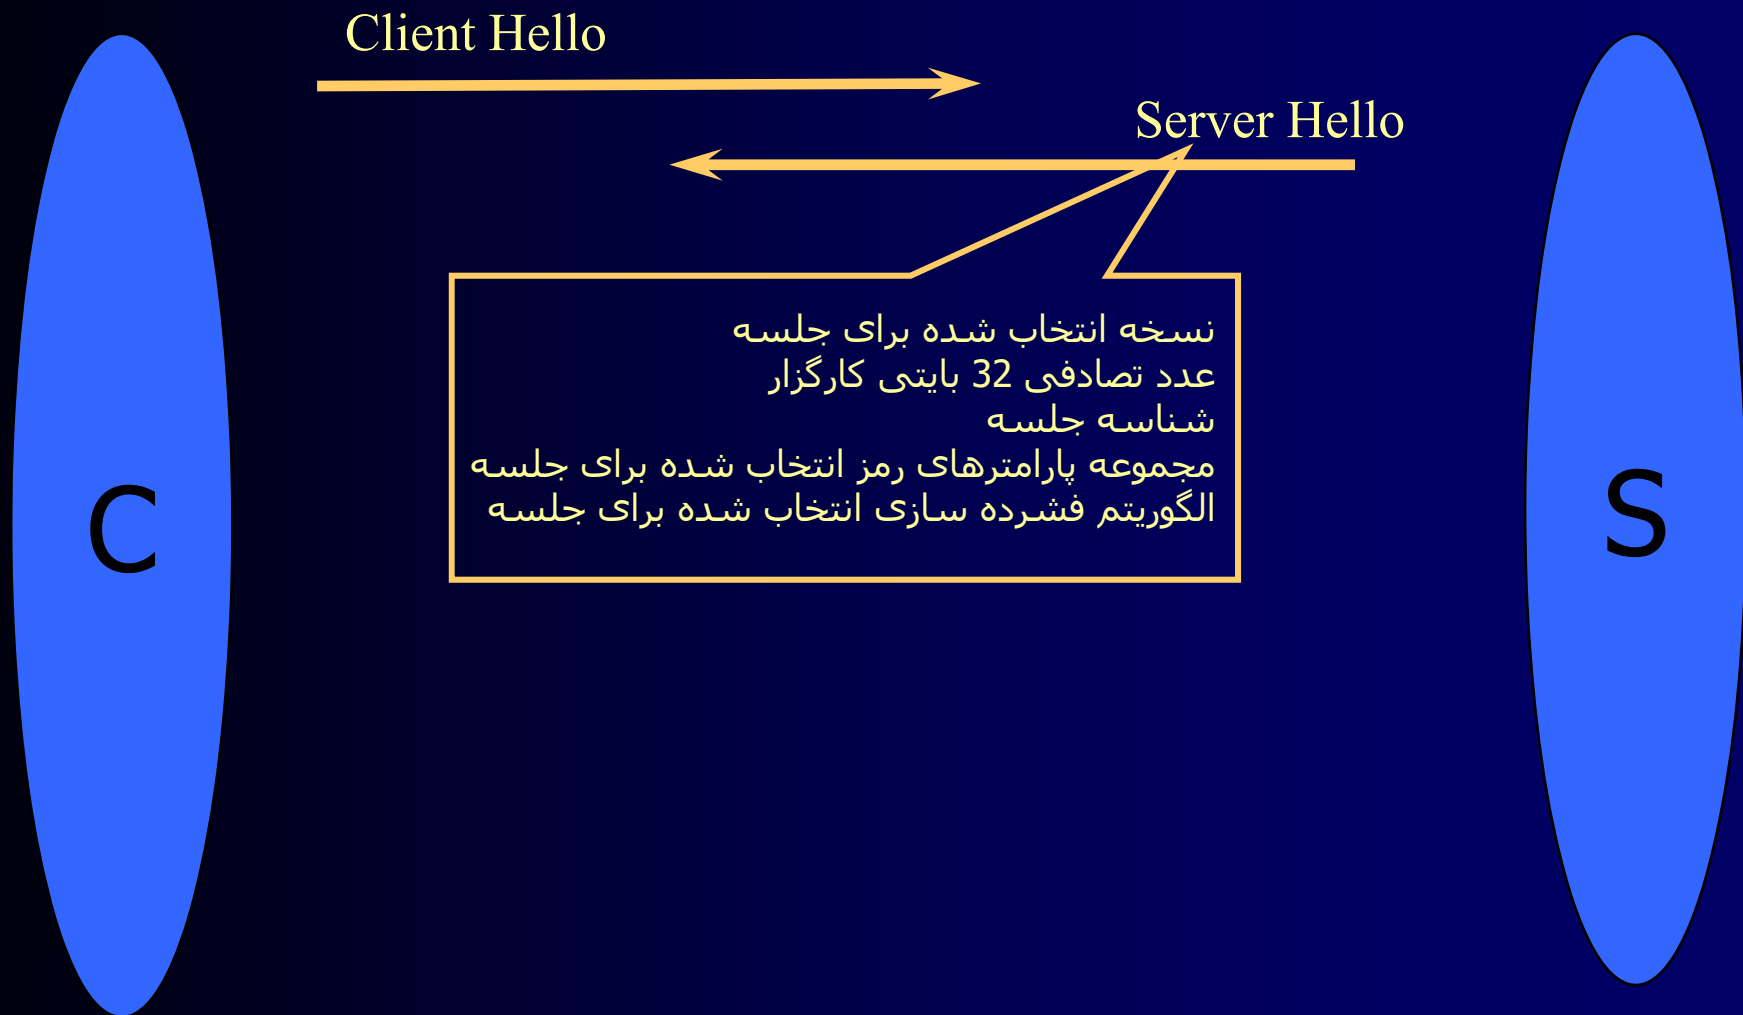 Client Hello
Server Hello
نسخه انتخاب شده برای جلسه
عدد تصادفی 32 بایتی کارگزار
شناسه جلسه
مجموعه پارامترهای رمز انتخاب شده برای جلسه
الگوریتم فشرده سازی انتخاب شده برای جلسه
C
S